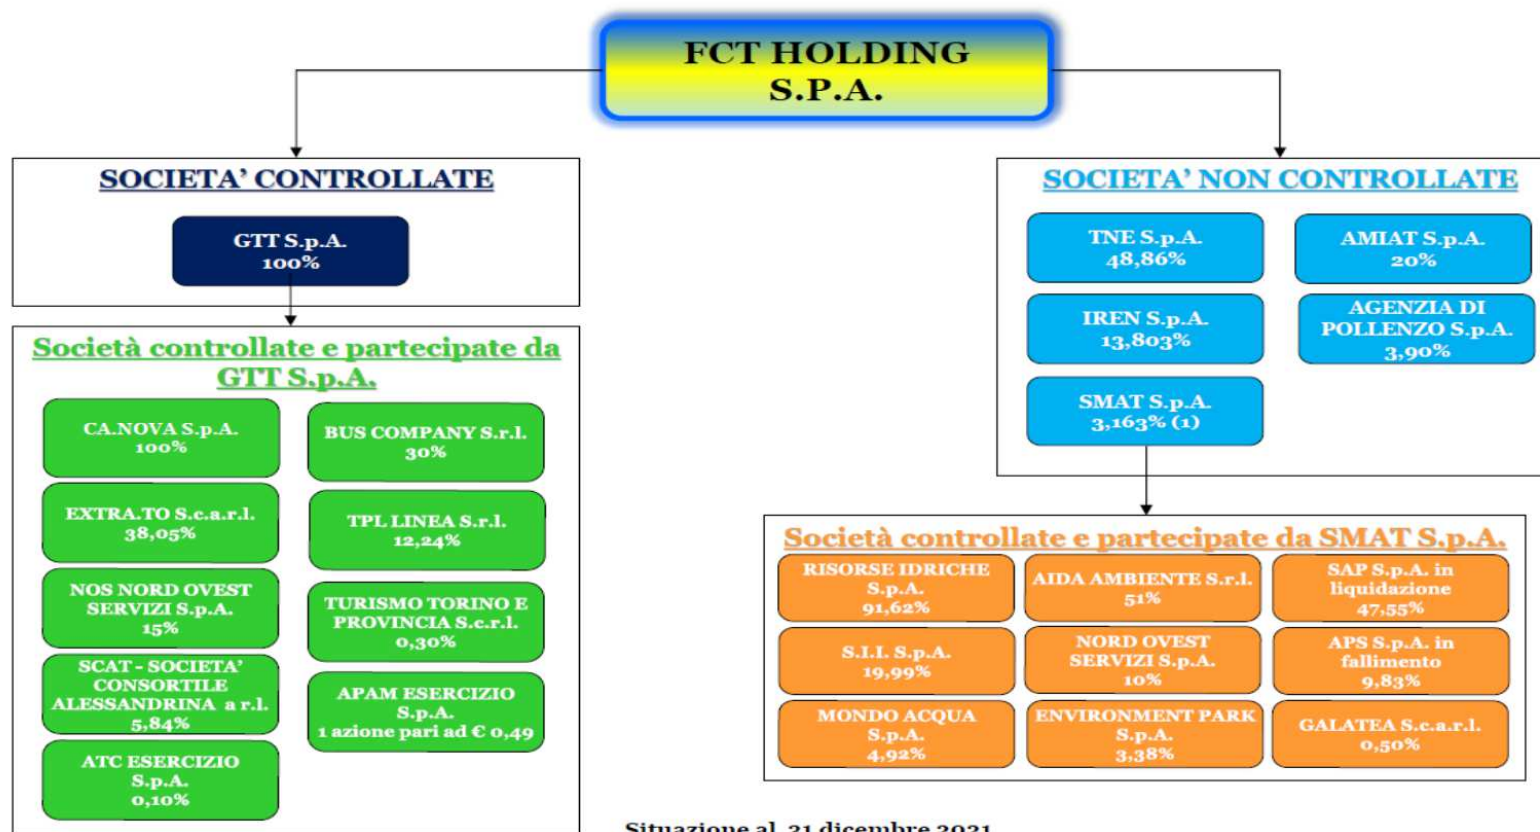 FCT HOLDING
S.P.A.
SOCIETA’ CONTROLLATE
GTT S.p.A.
100%
Società controllate e partecipate da
GTT S.p.A.
CA.NOVA S.p.A.
100%
BUS COMPANY S.r.l.
30%
EXTRA.TO S.c.a.r.l.
38,05%
TPL LINEA S.r.l.
12,24%
NOS NORD OVEST
SERVIZI S.p.A.
15%
TURISMO TORINO E
PROVINCIA S.c.r.l.
0,30%
SCAT - SOCIETA’
CONSORTILE
ALESSANDRINA a r.l.
5,84%
APAM ESERCIZIO
S.p.A.
1 azione pari ad € 0,49
ATC ESERCIZIO
S.p.A.
0,10%
SOCIETA’ NON CONTROLLATE
TNE S.p.A.
48,86%
AMIAT S.p.A.
20%
IREN S.p.A.
13,803%
AGENZIA DI
POLLENZO S.p.A.
3,90%
SMAT S.p.A.
3,163% (1)
Società controllate e partecipate da SMAT S.p.A.
RISORSE IDRICHE
S.p.A.
91,62%
AIDA AMBIENTE S.r.l.
51%
SAP S.p.A. in
liquidazione
47,55%
S.I.I. S.p.A.
19,99%
NORD OVEST
SERVIZI S.p.A.
10%
APS S.p.A. in
fallimento
9,83%
MONDO ACQUA
S.p.A.
4,92%
ENVIRONMENT PARK
S.p.A.
3,38%
GALATEA S.c.a.r.l.
0,50%
Situazione al 31 dicembre 2021